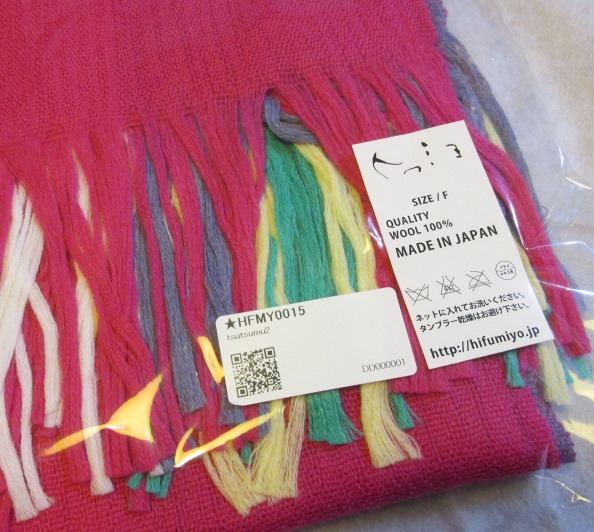 SIZE / F
QUALITY
WOOL 100%
MADE IN JAPAN
ネットに入れてお洗いください。
タンブラー乾燥はお避け下さい。
http://hifumiyo.jp
★HFMY0015
tsutsumu2
DD000001